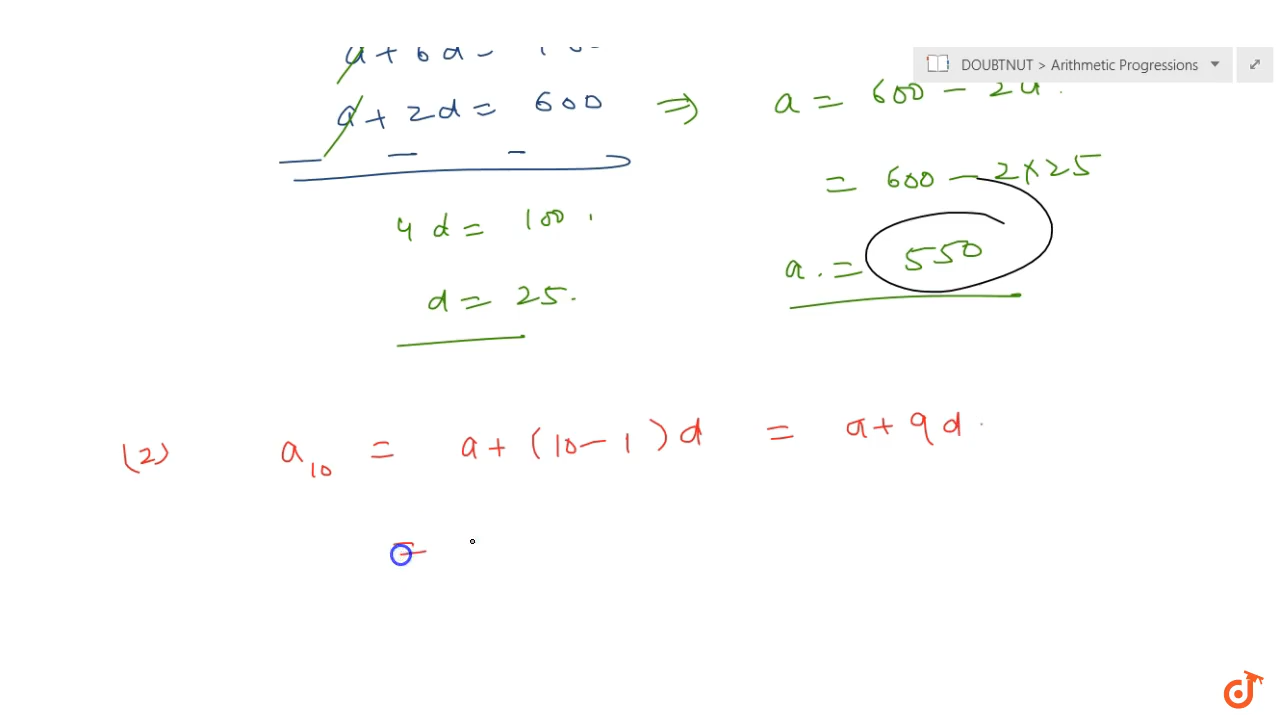 DOUBTNUT > Arithmetic Progressions
a + 6d =
a + 2d = 600 ⇒ a = 600 - 2d.
- - -
= 600 - 2×25
4d = 100.
a. = 550
d = 25.
(2) a₁₀ = a + (10 - 1)d = a + 9d.
=